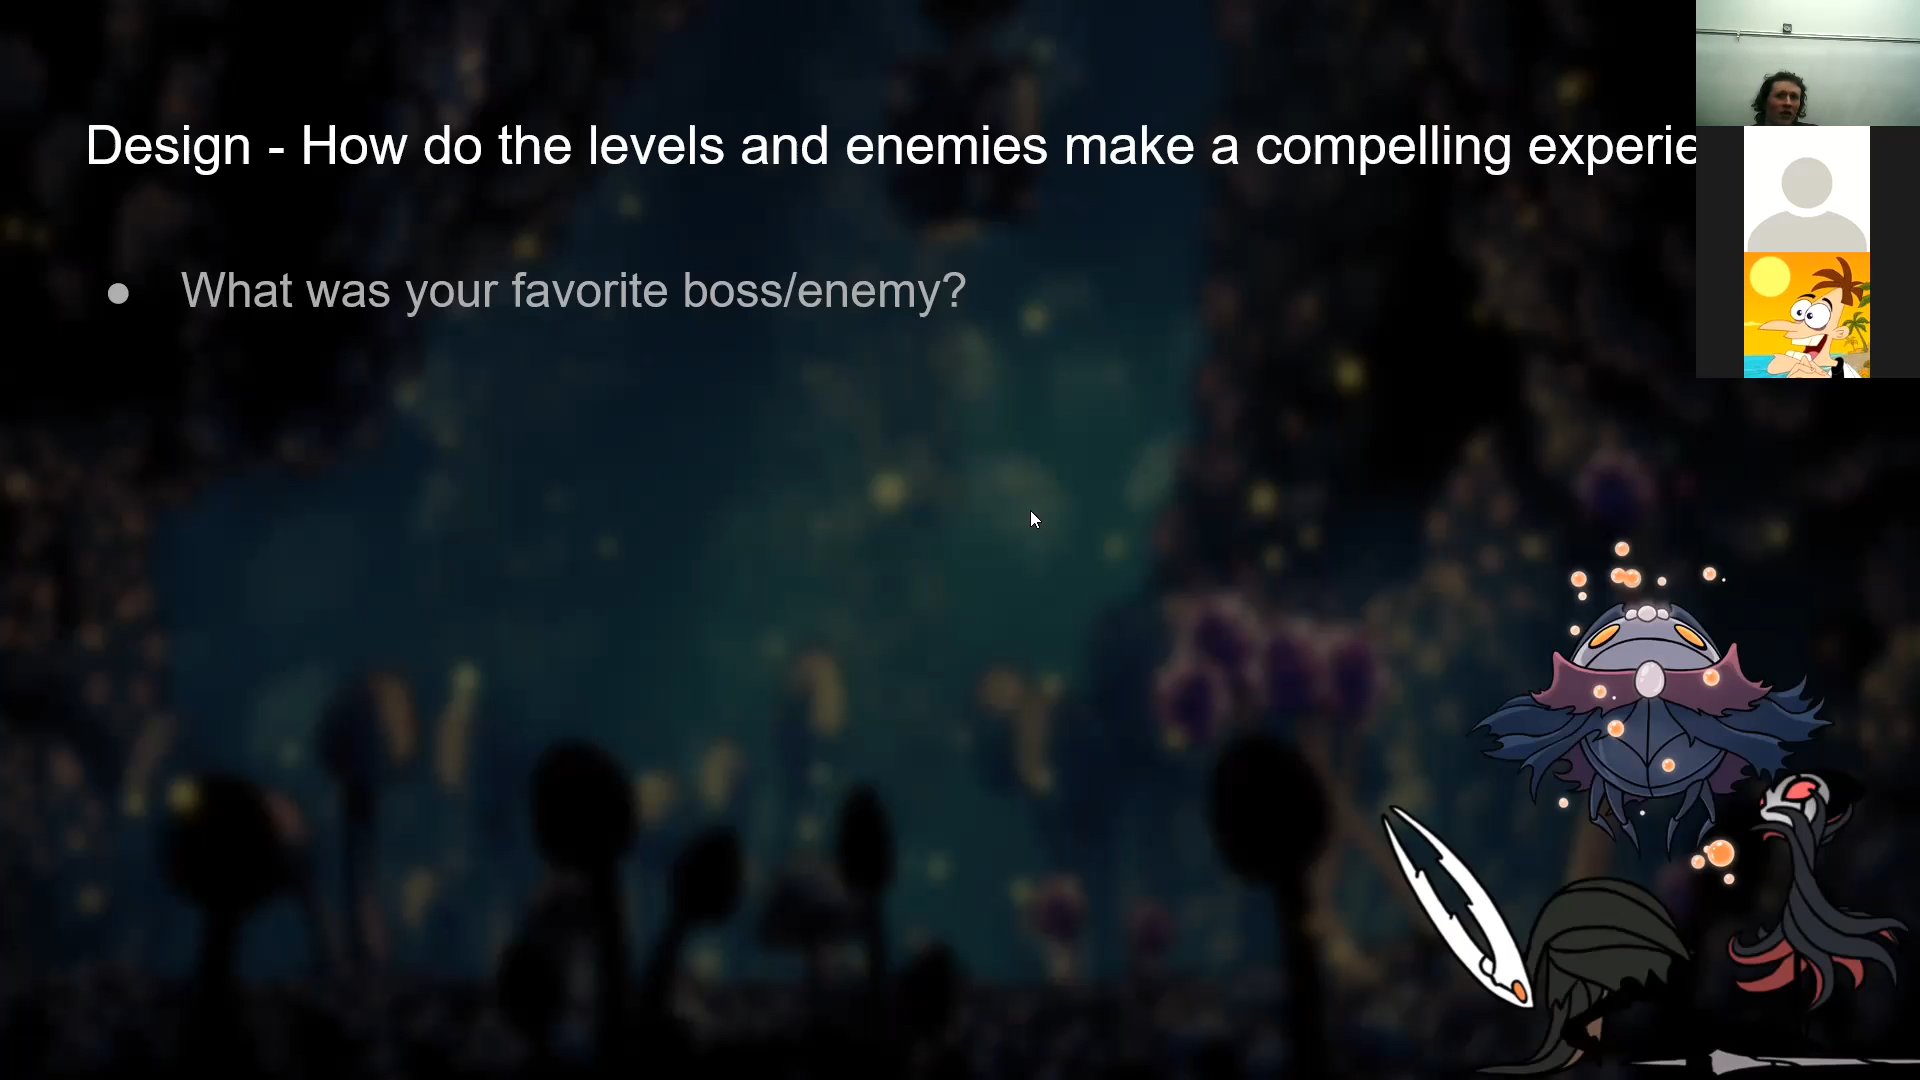 Design - How do the levels and enemies make a compelling experie
What was your favorite boss/enemy?